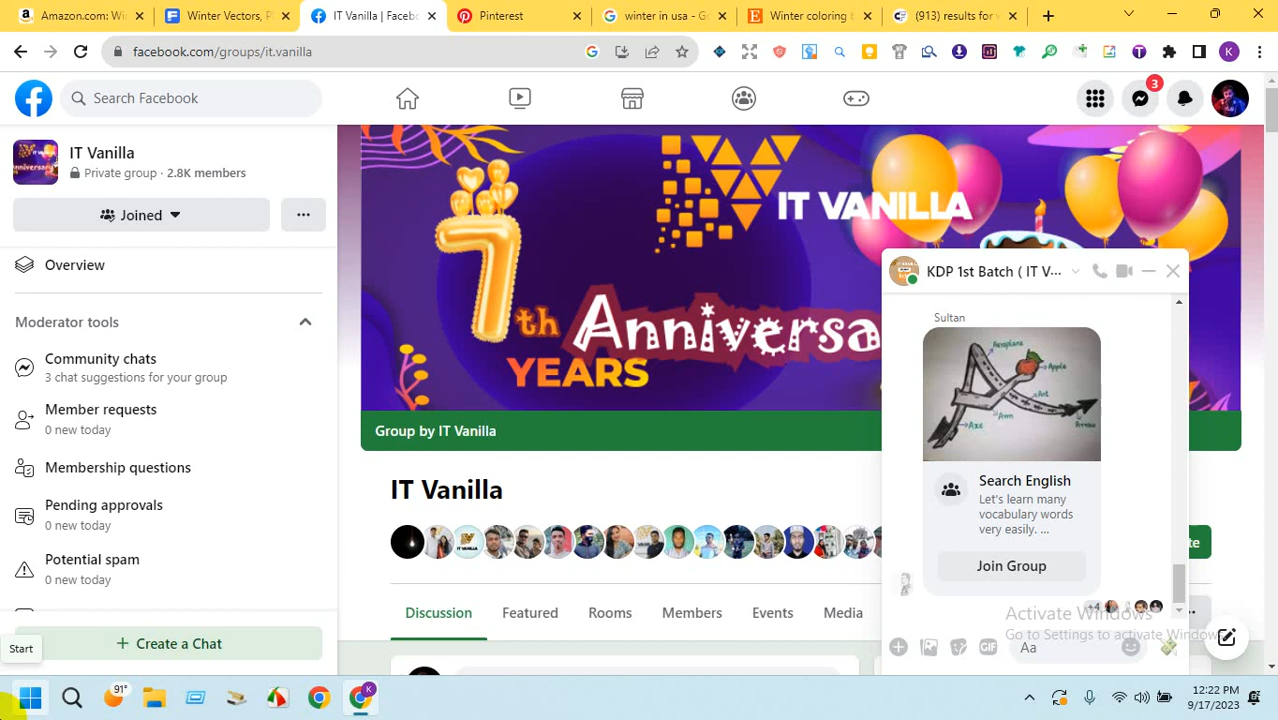 Amazon.com: Wi
Winter Vectors, P
IT Vanilla | Facebo
Pinterest
winter in usa - Go
Winter coloring b
(913) results for w
facebook.com/groups/it.vanilla
K
Search Facebook
3
IT Vanilla
Private group · 2.8K members
Joined
Overview
Moderator tools
Community chats
3 chat suggestions for your group
Member requests
0 new today
Membership questions
Pending approvals
0 new today
Potential spam
0 new today
Create a Chat
Start
IT VANILLA
7th Anniversa
YEARS
Group by IT Vanilla
IT Vanilla
Discussion
Featured
Rooms
Members
Events
Media
KDP 1st Batch ( IT V...
Sultan
Aeroplane
Apple
Art
Arm
Axe
Arrow
Search English
Let's learn many
vocabulary words
very easily. ...
Join Group
+4
Activate Windows
Go to Settings to activate Window
GIF
Aa
91°
12:22 PM
9/17/2023